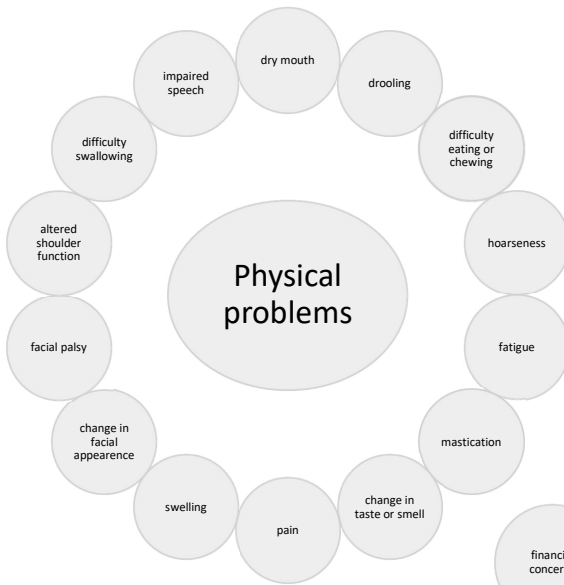 Physical
problems
dry mouth
drooling
difficulty
eating or
chewing
hoarseness
fatigue
mastication
change in
taste or smell
pain
swelling
change in
facial
appearence
facial palsy
altered
shoulder
function
difficulty
swallowing
impaired
speech
financi
concer